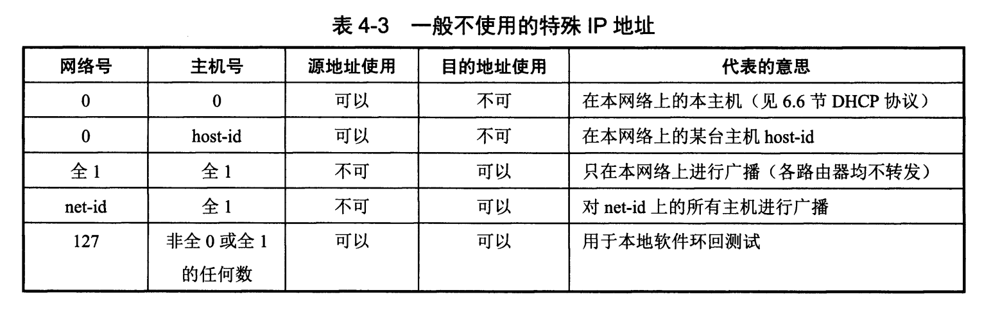 表 4-3 一般不使用的特殊 IP 地址
网络号 主机号 源地址使用 目的地址使用 代表的意思
0 0 可以 不可 在本网络上的本主机（见 6.6 节 DHCP 协议）
0 host-id 可以 不可 在本网络上的某台主机 host-id
全 1 全 1 不可 可以 只在本网络上进行广播（各路由器均不转发）
net-id 全 1 不可 可以 对 net-id 上的所有主机进行广播
127 非全 0 或全 1 可以 可以 用于本地软件环回测试
的任何数